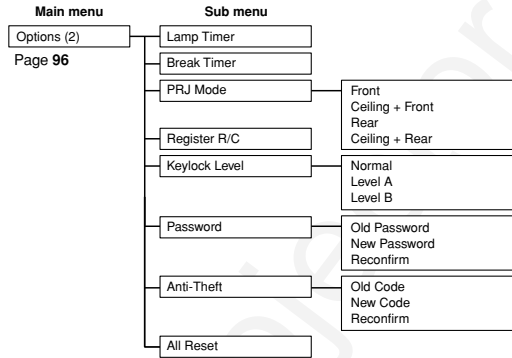 Main menu
Sub menu
Options (2)
Page 96
Lamp Timer
Break Timer
PRJ Mode
Front
Ceiling + Front
Rear
Ceiling + Rear
Register R/C
Keylock Level
Normal
Level A
Level B
Password
Old Password
New Password
Reconfirm
Anti-Theft
Old Code
New Code
Reconfirm
All Reset